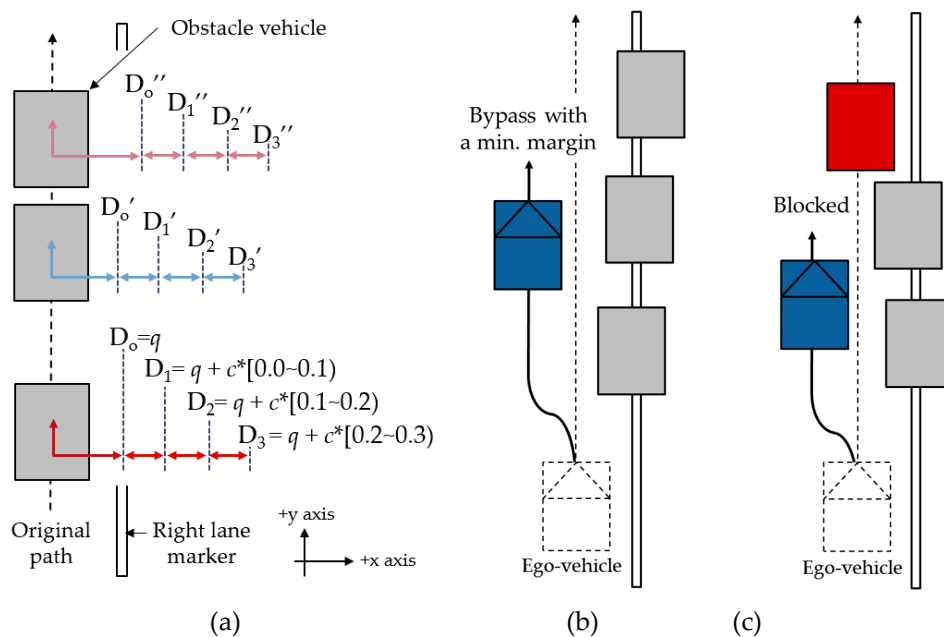 Obstacle vehicle
Dₒ′′
D₁′′
D₂′′
D₃′′
Dₒ′
D₁′
D₂′
D₃′
Dₒ=q
D₁= q + c*[0.0~0.1)
D₂= q + c*[0.1~0.2)
D₃ = q + c*[0.2~0.3)
Original
path
Right lane
marker
+y axis
+x axis
(a)
Bypass with
a min. margin
Ego-vehicle
(b)
Blocked
Ego-vehicle
(c)